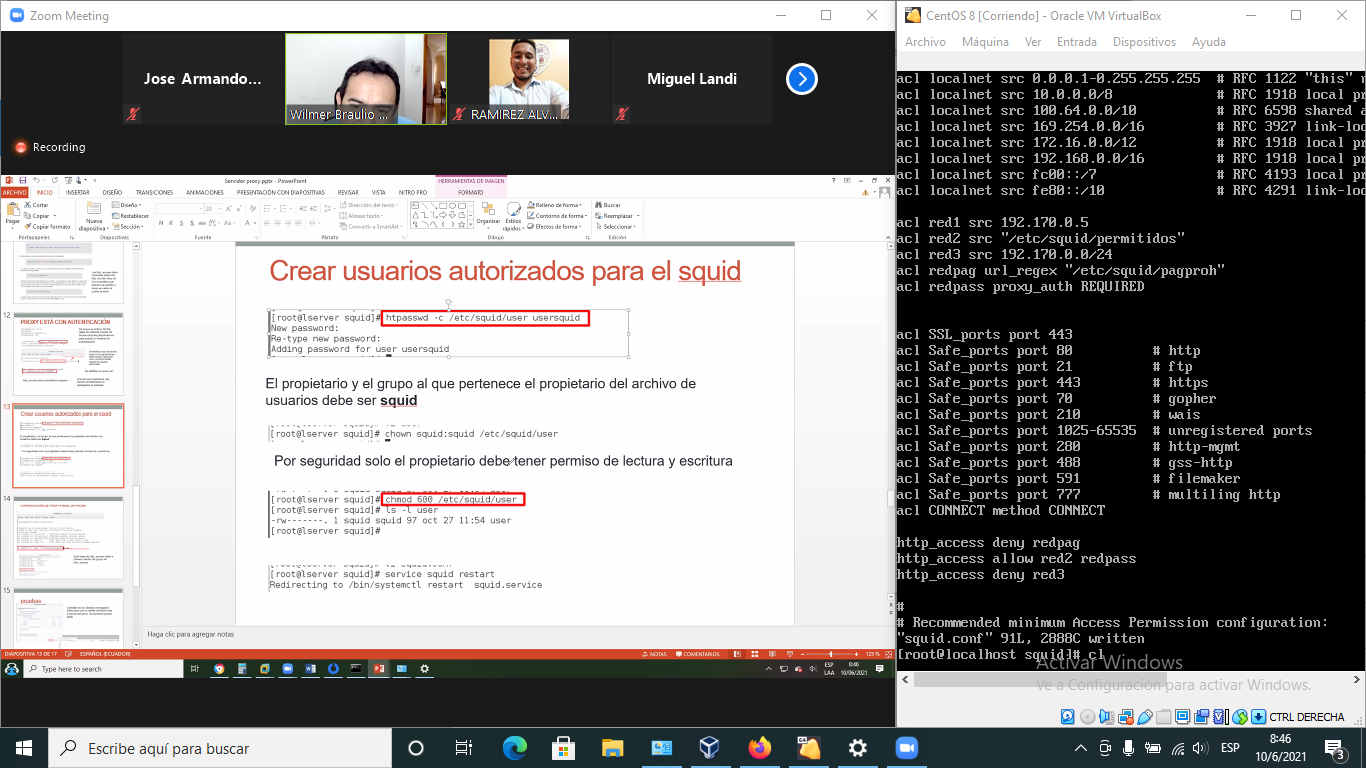 Zoom Meeting
Jose Armando...
Wilmer Braulio ...
RAMIREZ ALV...
Miguel Landi
Recording
Servidor proxy.pptx - PowerPoint
HERRAMIENTAS DE IMAGEN
ARCHIVO INICIO INSERTAR DISEÑO TRANSICIONES ANIMACIONES PRESENTACIÓN CON DIAPOSITIVAS REVISAR VISTA NITRO PRO FORMATO
Pegar
Cortar
Copiar
Copiar formato
Portapapeles
Nueva diapositiva
Diseño
Restablecer
Sección
Diapositivas
Fuente
Dirección del texto
Alinear texto
Convertir a SmartArt
Párrafo
Organizar
Estilos rápidos
Relleno de forma
Contorno de forma
Efectos de forma
Dibujo
Buscar
Reemplazar
Seleccionar
Edición
12
PROXY ESTÁ CON AUTENTICACIÓN
13
Crear usuarios autorizados para el squid
14
15
pruebas
Crear usuarios autorizados para el squid
[root@lserver squid]# htpasswd -c /etc/squid/user usersquid
New password:
Re-type new password:
Adding password for user usersquid
El propietario y el grupo al que pertenece el propietario del archivo de
usuarios debe ser squid
[root@lserver squid]# chown squid:squid /etc/squid/user
Por seguridad solo el propietario debe tener permiso de lectura y escritura
[root@lserver squid]# chmod 600 /etc/squid/user
[root@lserver squid]# ls -l user
-rw-------. 1 squid squid 97 oct 27 11:54 user
[root@lserver squid]#
[root@lserver squid]# service squid restart
Redirecting to /bin/systemctl restart squid.service
Haga clic para agregar notas
DIAPOSITIVA 13 DE 17
ESPAÑOL (ECUADOR)
NOTAS
COMENTARIOS
125 %
Type here to search
ESP
LAA
8:46
10/06/2021
CentOS 8 [Corriendo] - Oracle VM VirtualBox
Archivo Máquina Ver Entrada Dispositivos Ayuda
acl localnet src 0.0.0.1-0.255.255.255 # RFC 1122 "this" n
acl localnet src 10.0.0.0/8 # RFC 1918 local pr
acl localnet src 100.64.0.0/10 # RFC 6598 shared a
acl localnet src 169.254.0.0/16 # RFC 3927 link-loc
acl localnet src 172.16.0.0/12 # RFC 1918 local pr
acl localnet src 192.168.0.0/16 # RFC 1918 local pr
acl localnet src fc00::/7 # RFC 4193 local pr
acl localnet src fe80::/10 # RFC 4291 link-loc
acl red1 src 192.170.0.5
acl red2 src "/etc/squid/permitidos"
acl red3 src 192.170.0.0/24
acl redpag url_regex "/etc/squid/pagproh"
acl redpass proxy_auth REQUIRED
acl SSL_ports port 443
acl Safe_ports port 80 # http
acl Safe_ports port 21 # ftp
acl Safe_ports port 443 # https
acl Safe_ports port 70 # gopher
acl Safe_ports port 210 # wais
acl Safe_ports port 1025-65535 # unregistered ports
acl Safe_ports port 280 # http-mgmt
acl Safe_ports port 488 # gss-http
acl Safe_ports port 591 # filemaker
acl Safe_ports port 777 # multiling http
acl CONNECT method CONNECT
http_access deny redpag
http_access allow red2 redpass
http_access deny red3
#
# Recommended minimum Access Permission configuration:
"squid.conf" 91L, 2888C written
[root@localhost squid]# cl
Activar Windows
Ve a Configuración para activar Windows.
CTRL DERECHA
Escribe aquí para buscar
ESP
8:46
10/6/2021
3